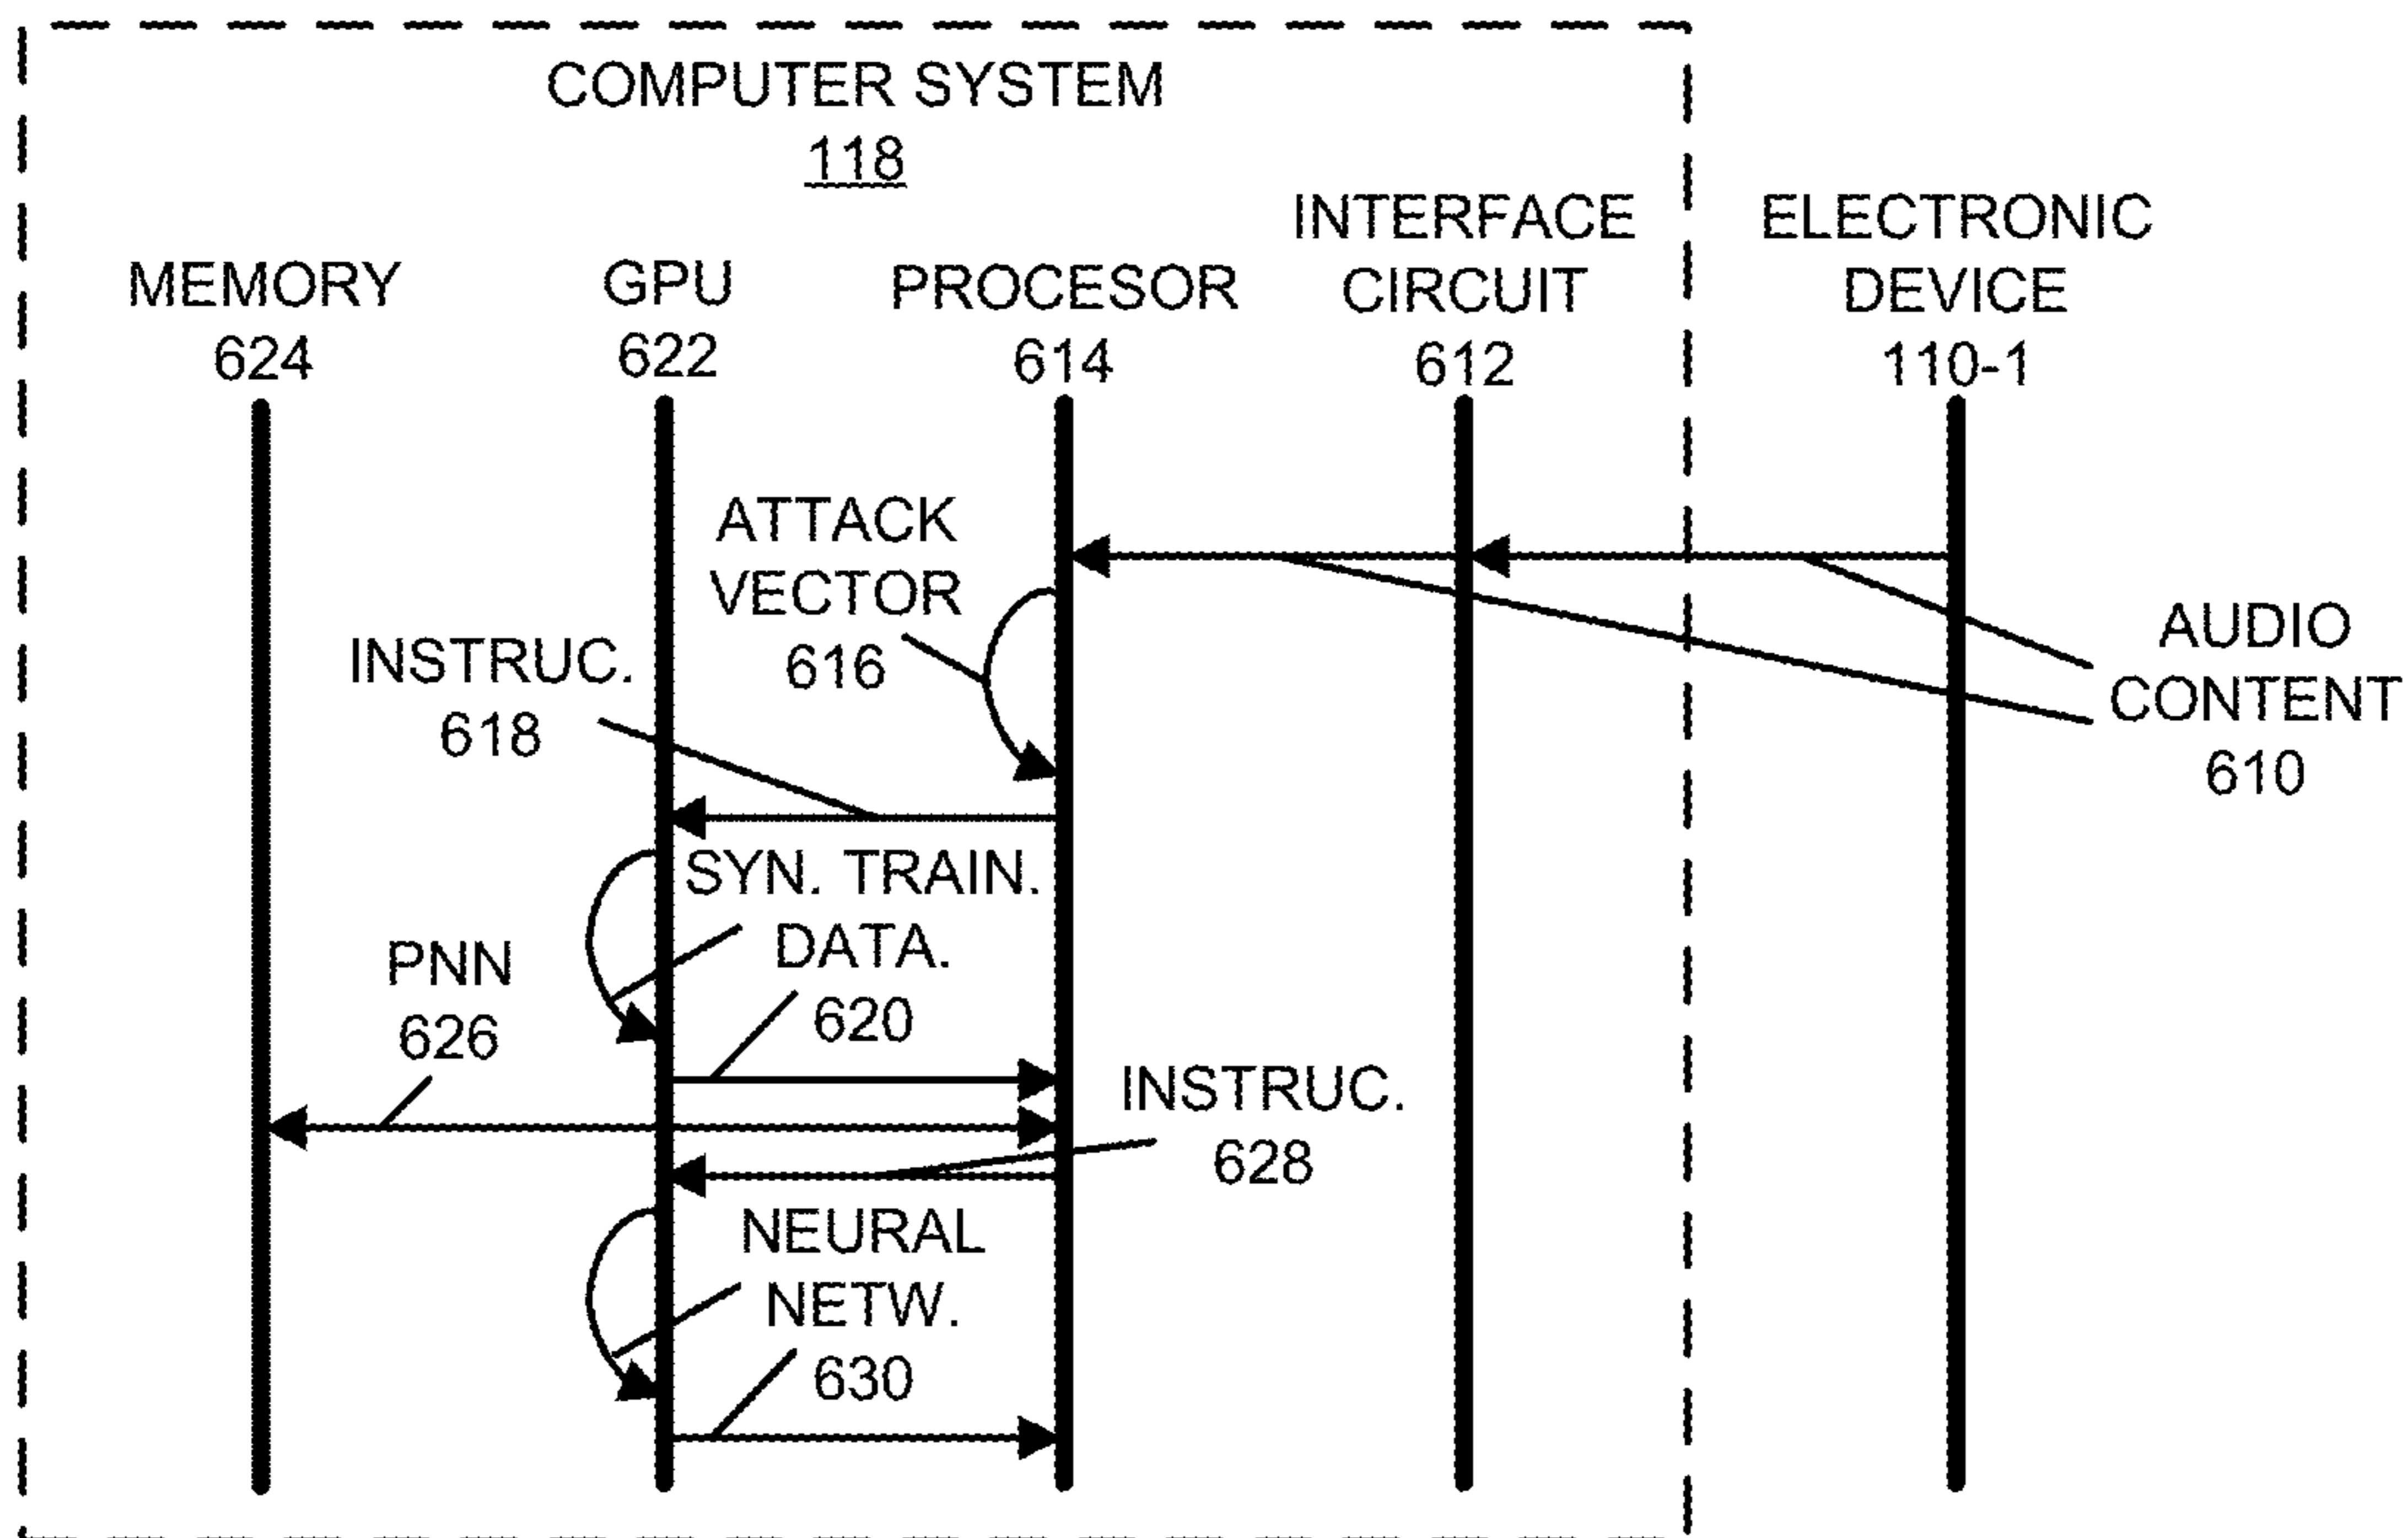 COMPUTER SYSTEM
118
MEMORY
624
GPU
622
PROCESOR
614
INTERFACE
CIRCUIT
612
ELECTRONIC
DEVICE
110-1
ATTACK
VECTOR
616
AUDIO
CONTENT
610
INSTRUC.
618
SYN. TRAIN.
DATA.
620
PNN
626
INSTRUC.
628
NEURAL
NETW.
630